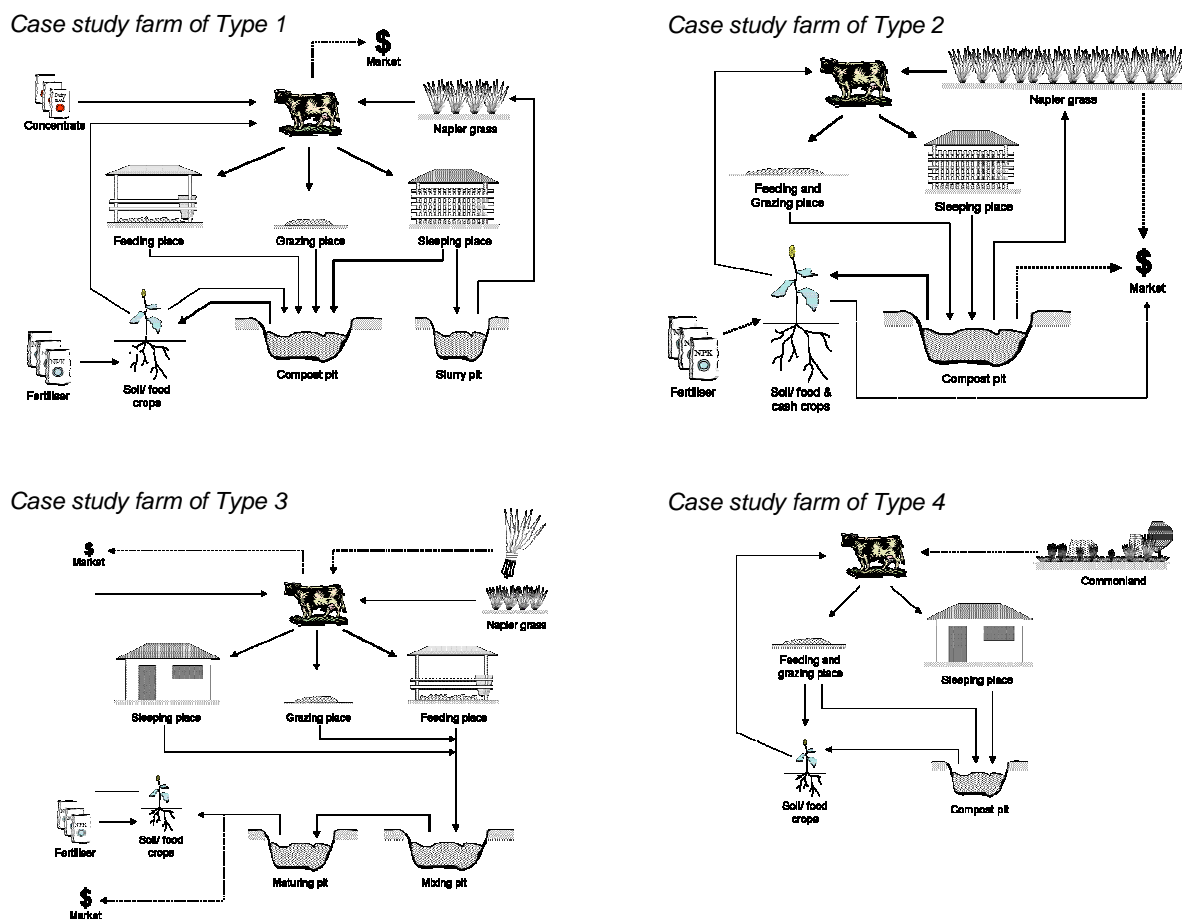 Case study farm of Type 1
$
Market
Concentrate
Napier grass
Feeding place
Grazing place
Sleeping place
NPK
Fertiliser
Soil/ food
crops
Compost pit
Slurry pit
Case study farm of Type 2
Napier grass
Feeding and
Grazing place
Sleeping place
$
Market
NPK
Fertiliser
Soil/ food &
cash crops
Compost pit
Case study farm of Type 3
$
Market
Napier grass
Sleeping place
Grazing place
Feeding place
NPK
Fertiliser
Soil/ food
crops
Maturing pit
Mixing pit
$
Market
Case study farm of Type 4
Commonland
Feeding and
grazing place
Sleeping place
Soil/ food
crops
Compost pit